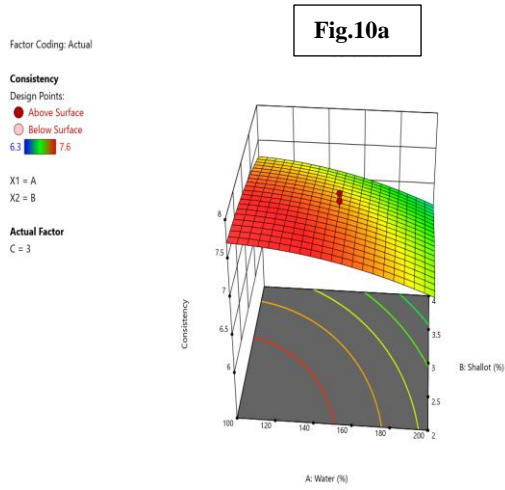 Fig.10a
Factor Coding: Actual
Consistency
Design Points:
Above Surface
Below Surface
6.3 7.6
X1 = A
X2 = B
Actual Factor
C = 3
Consistency
8
7.5
7
6.5
6
100 120 140 160 180 200
A: Water (%)
4
3.5
3
2.5
2
B: Shallot (%)